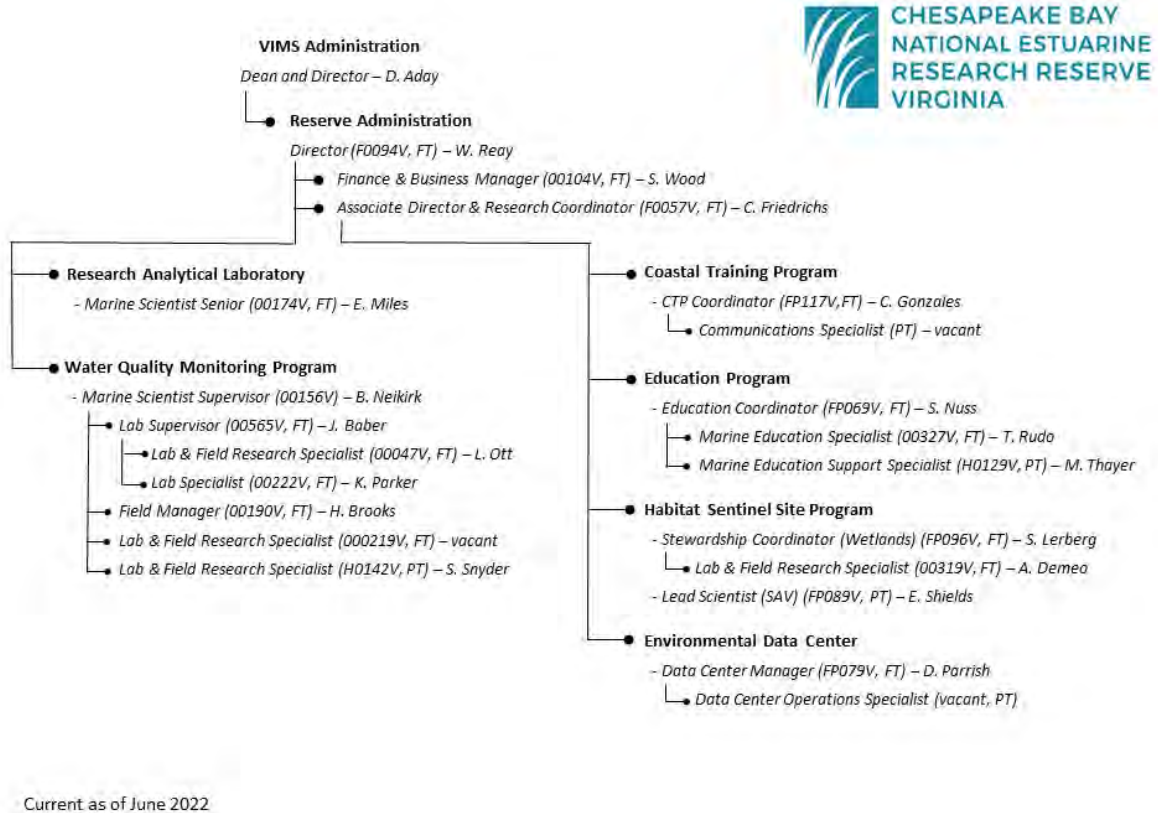 CHESAPEAKE BAY
NATIONAL ESTUARINE
RESEARCH RESERVE
VIRGINIA
VIMS Administration
Dean and Director – D. Aday
Reserve Administration
Director (F0094V, FT) – W. Reay
Finance & Business Manager (00104V, FT) – S. Wood
Associate Director & Research Coordinator (F0057V, FT) – C. Friedrichs
Research Analytical Laboratory
- Marine Scientist Senior (00174V, FT) – E. Miles
Water Quality Monitoring Program
- Marine Scientist Supervisor (00156V) – B. Neikirk
Lab Supervisor (00565V, FT) – J. Baber
Lab & Field Research Specialist (00047V, FT) – L. Ott
Lab Specialist (00222V, FT) – K. Parker
Field Manager (00190V, FT) – H. Brooks
Lab & Field Research Specialist (000219V, FT) – vacant
Lab & Field Research Specialist (H0142V, PT) – S. Snyder
Coastal Training Program
- CTP Coordinator (FP117V,FT) – C. Gonzales
Communications Specialist (PT) – vacant
Education Program
- Education Coordinator (FP069V, FT) – S. Nuss
Marine Education Specialist (00327V, FT) – T. Rudo
Marine Education Support Specialist (H0129V, PT) – M. Thayer
Habitat Sentinel Site Program
- Stewardship Coordinator (Wetlands) (FP096V, FT) – S. Lerberg
Lab & Field Research Specialist (00319V, FT) – A. Demeo
- Lead Scientist (SAV) (FP089V, PT) – E. Shields
Environmental Data Center
- Data Center Manager (FP079V, FT) – D. Parrish
Data Center Operations Specialist (vacant, PT)
Current as of June 2022